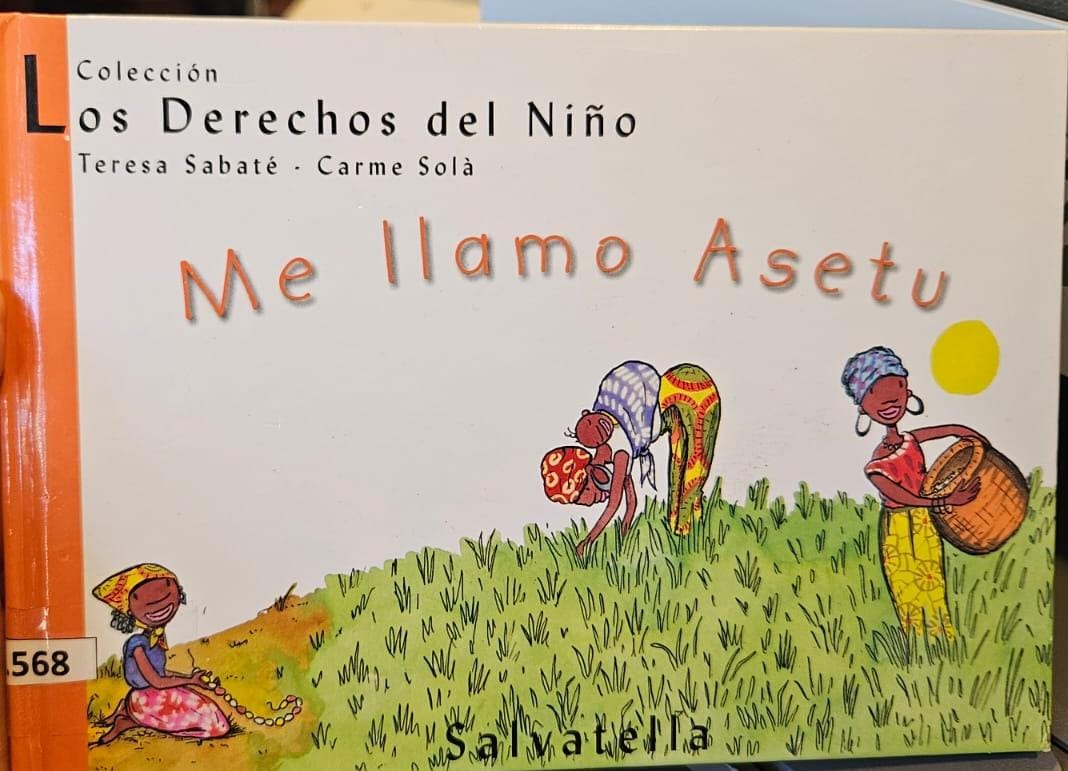 Colección
Los Derechos del Niño
Teresa Sabaté - Carme Solà
Me llamo Asetu
.568
Salvatella